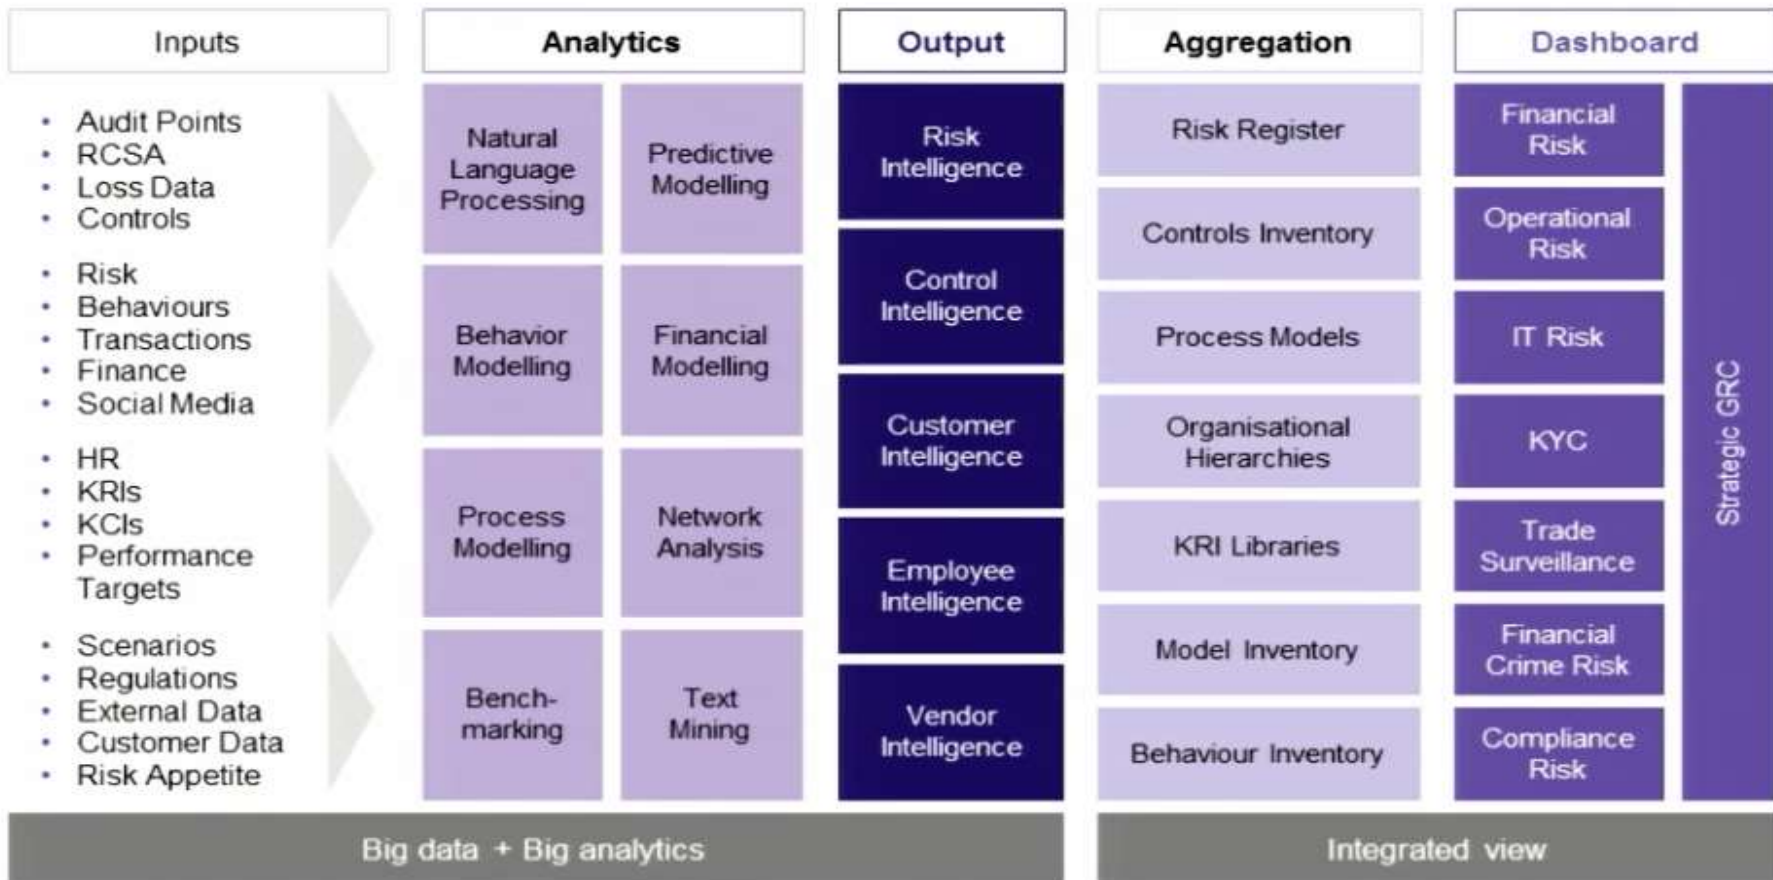 Inputs
Analytics
Output
Aggregation
Dashboard
• Audit Points
• RCSA
• Loss Data
• Controls
• Risk
• Behaviours
• Transactions
• Finance
• Social Media
• HR
• KRIs
• KCIs
• Performance
Targets
• Scenarios
• Regulations
• External Data
• Customer Data
• Risk Appetite
Natural
Language
Processing
Predictive
Modelling
Behavior
Modelling
Financial
Modelling
Process
Modelling
Network
Analysis
Bench-
marking
Text
Mining
Risk
Intelligence
Control
Intelligence
Customer
Intelligence
Employee
Intelligence
Vendor
Intelligence
Risk Register
Controls Inventory
Process Models
Organisational
Hierarchies
KRI Libraries
Model Inventory
Behaviour Inventory
Financial
Risk
Operational
Risk
IT Risk
KYC
Trade
Surveillance
Financial
Crime Risk
Compliance
Risk
Strategic GRC
Big data + Big analytics
Integrated view